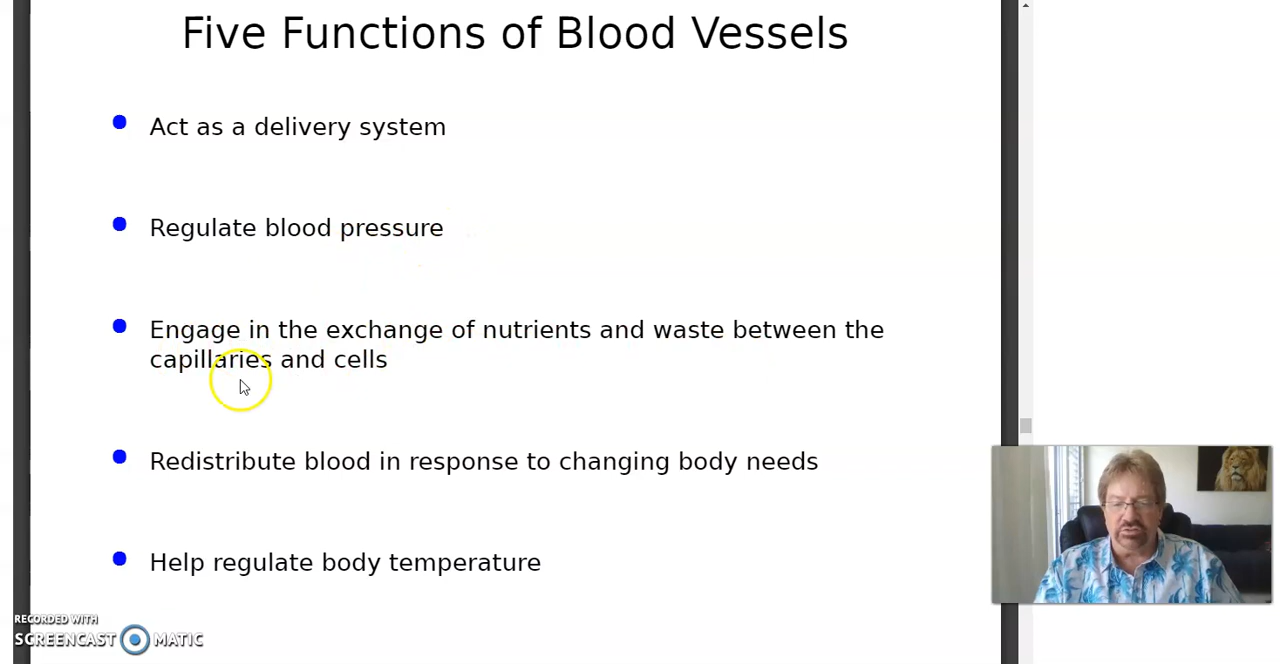 Five Functions of Blood Vessels
Act as a delivery system
Regulate blood pressure
Engage in the exchange of nutrients and waste between the
capillaries and cells
Redistribute blood in response to changing body needs
Help regulate body temperature
RECORDED WITH
SCREENCAST MATIC